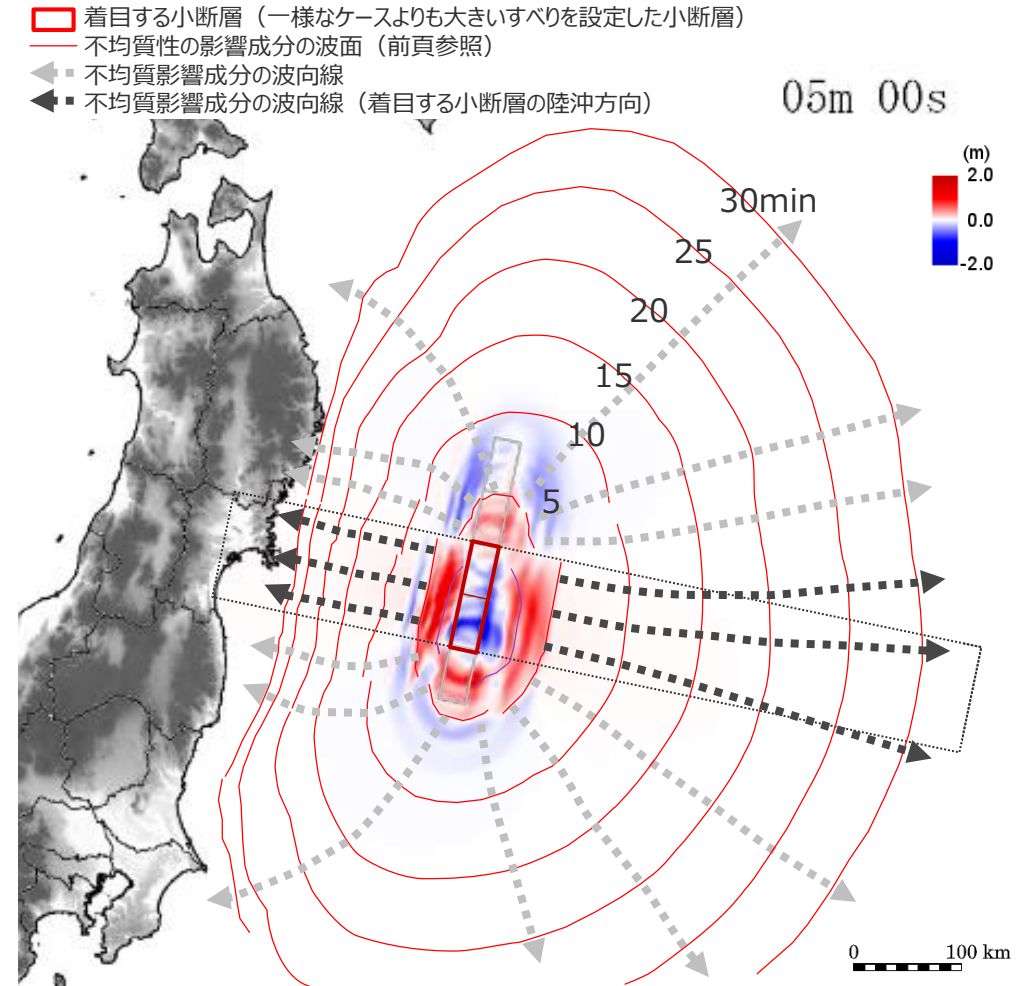 着目する小断層（一様なケースよりも大きいすべりを設定した小断層）
不均質性の影響成分の波面（前頁参照）
不均質影響成分の波向線
不均質影響成分の波向線（着目する小断層の陸沖方向）
05m 00s
(m)
2.0
0.0
-2.0
30min
25
20
15
10
5
0 100 km